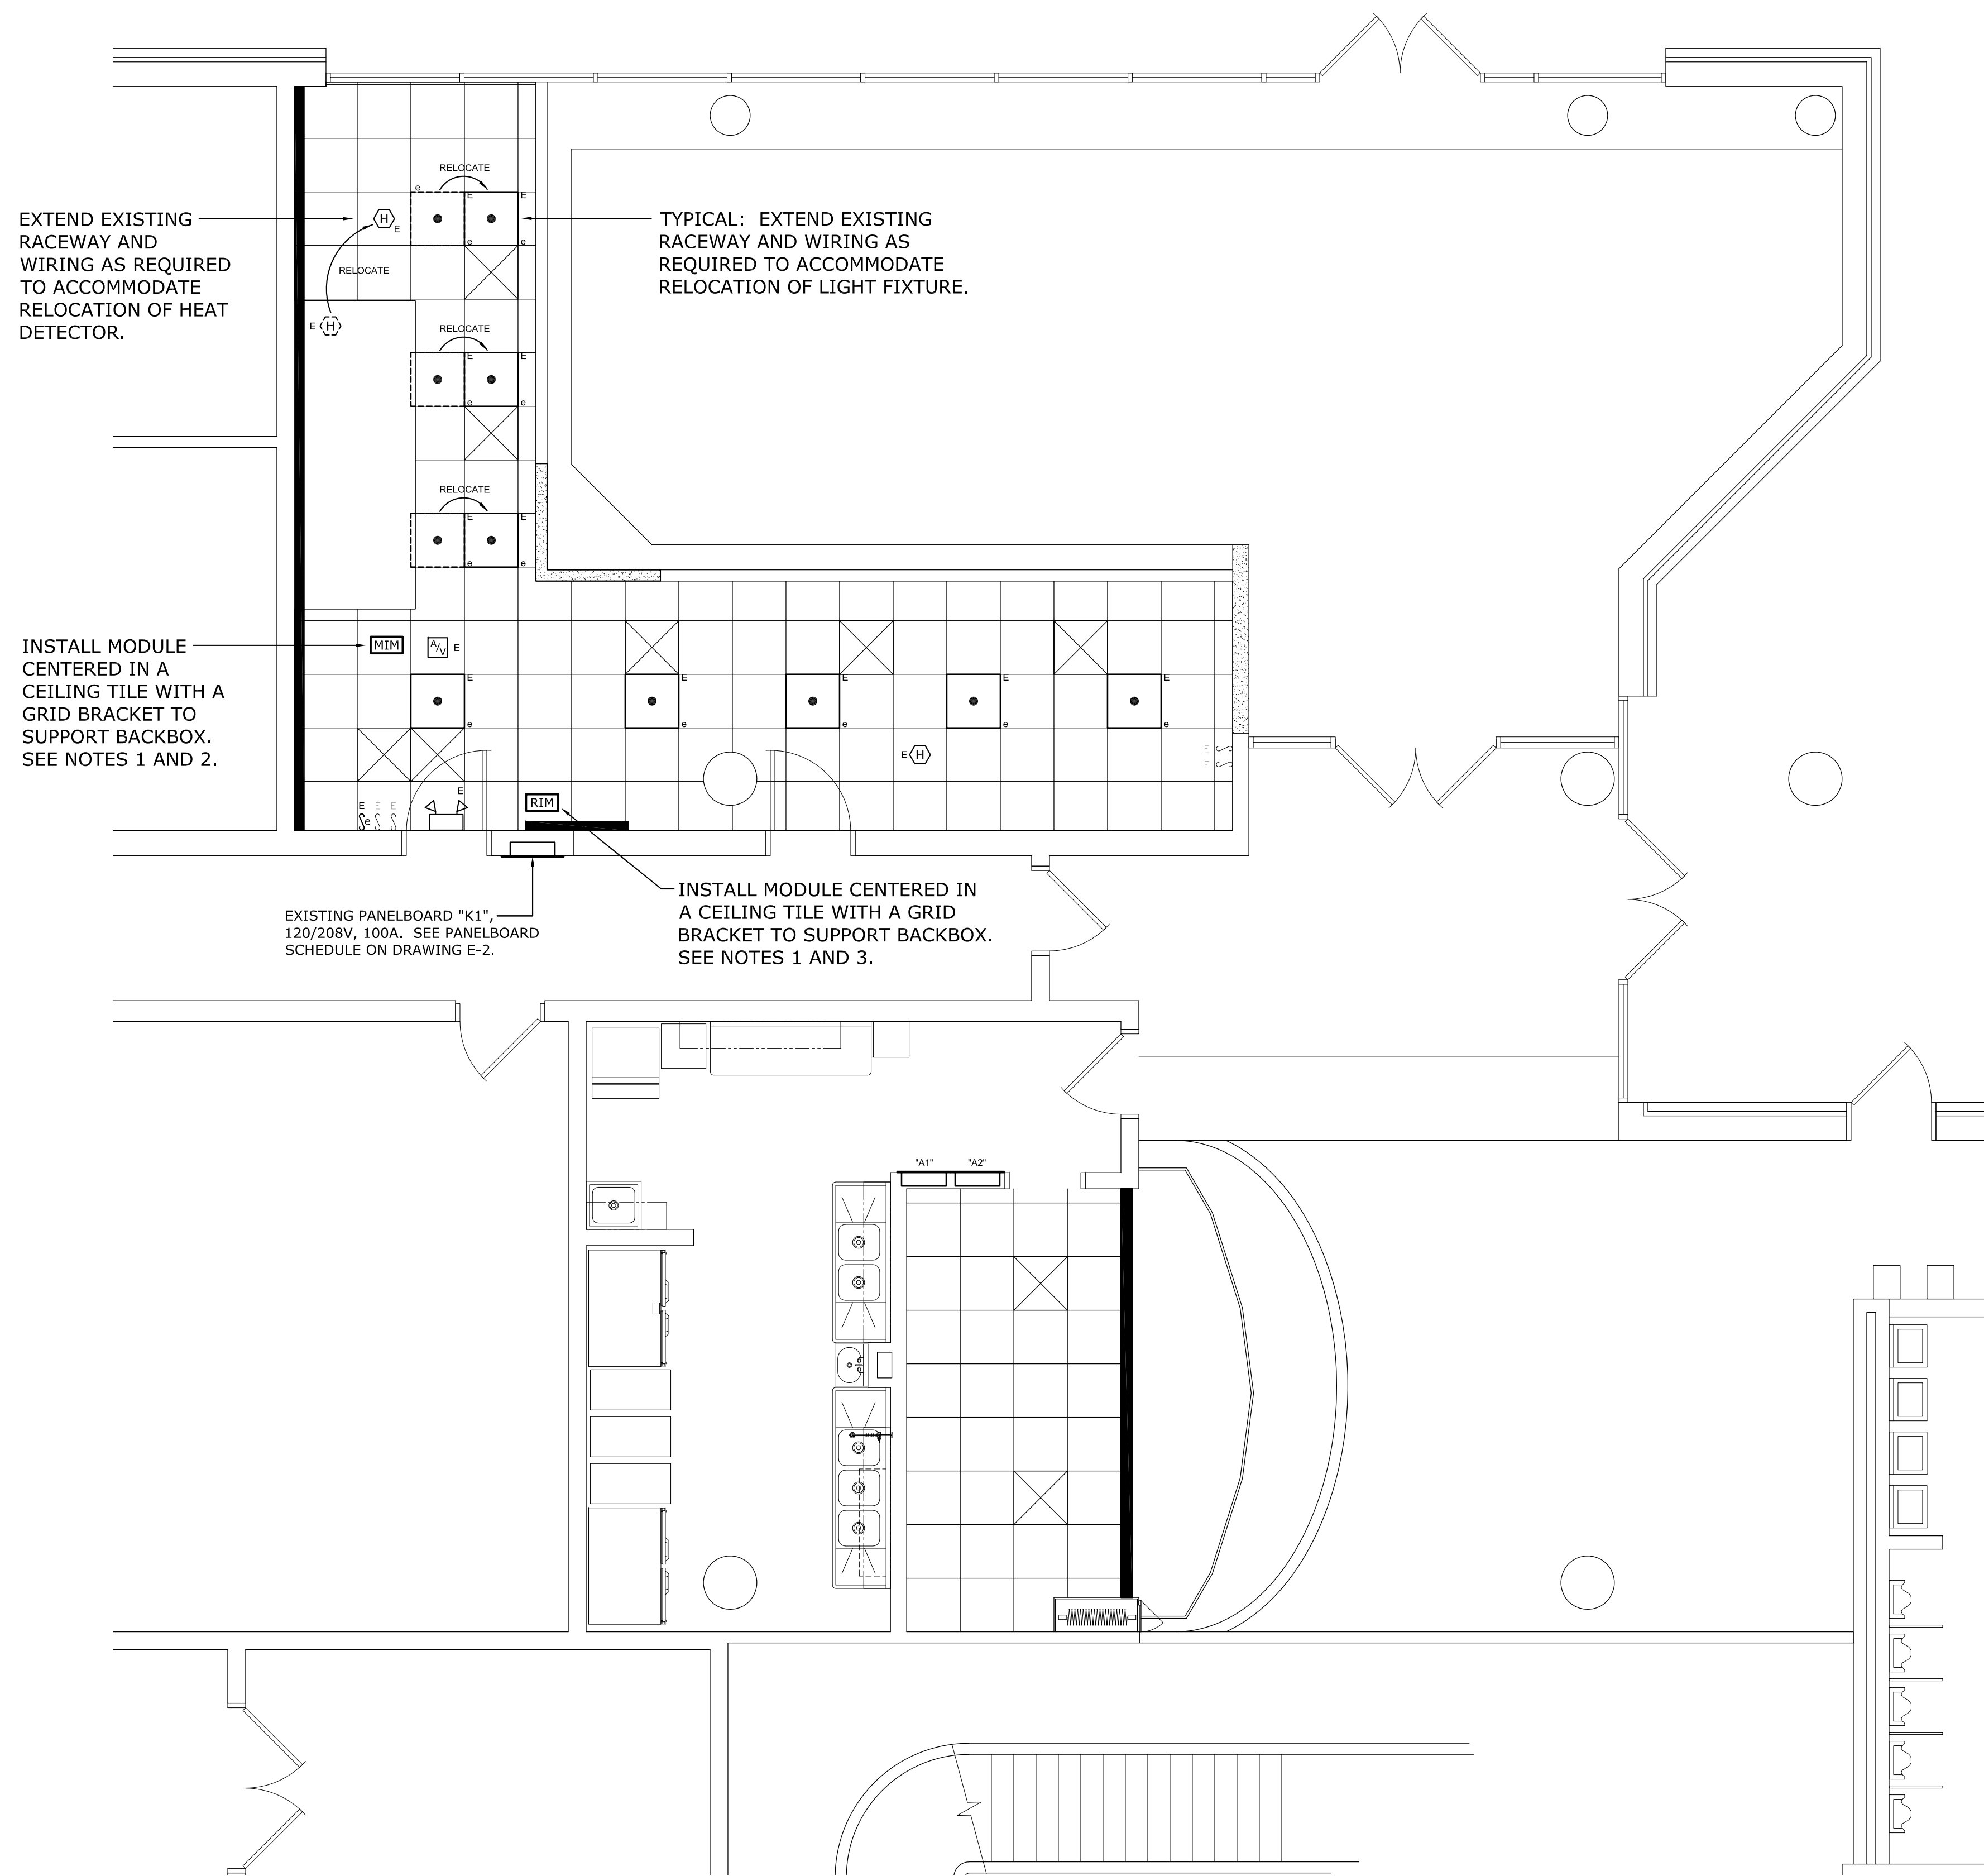 RELOCATE
e
E
E
EXTEND EXISTING
RACEWAY AND
WIRING AS REQUIRED
TO ACCOMMODATE
RELOCATION OF HEAT
DETECTOR.
H
E
e
e
TYPICAL: EXTEND EXISTING
RACEWAY AND WIRING AS
REQUIRED TO ACCOMMODATE
RELOCATION OF LIGHT FIXTURE.
RELOCATE
E
H
RELOCATE
E
E
e
e
RELOCATE
E
E
e
e
INSTALL MODULE
CENTERED IN A
CEILING TILE WITH A
GRID BRACKET TO
SUPPORT BACKBOX.
SEE NOTES 1 AND 2.
MIM
A/V
E
E
E
E
E
E
e
e
e
e
e
E
H
E
E
E
E
E
E
e
RIM
EXISTING PANELBOARD "K1",
120/208V, 100A. SEE PANELBOARD
SCHEDULE ON DRAWING E-2.
INSTALL MODULE CENTERED IN
A CEILING TILE WITH A GRID
BRACKET TO SUPPORT BACKBOX.
SEE NOTES 1 AND 3.
"A1"
"A2"